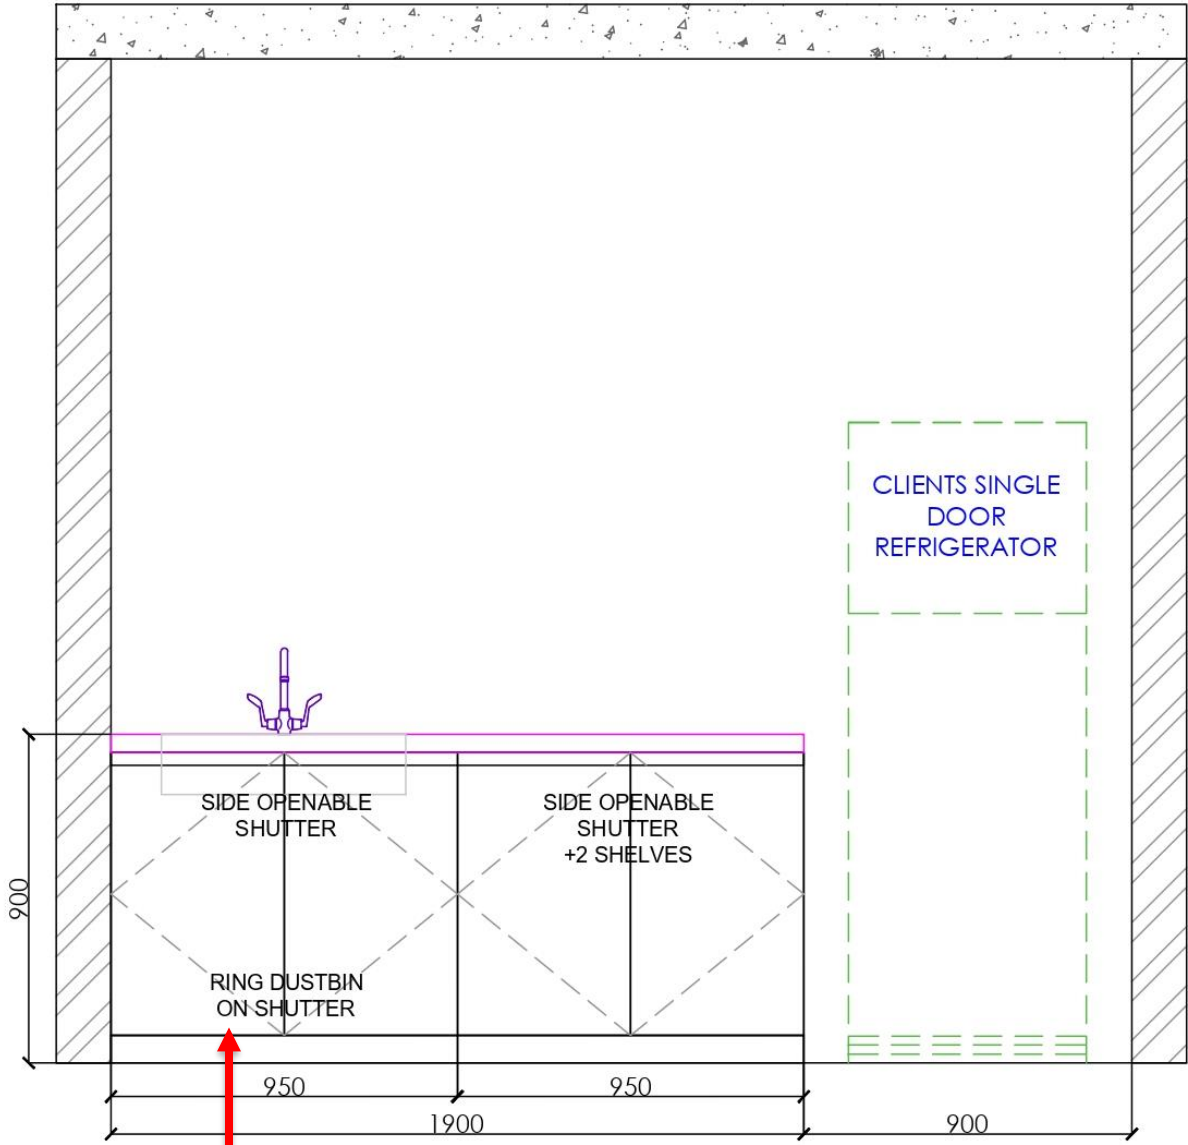 CLIENTS SINGLE
DOOR
REFRIGERATOR
SIDE OPENABLE
SHUTTER
SIDE OPENABLE
SHUTTER
+2 SHELVES
900
RING DUSTBIN
ON SHUTTER
950
950
1900
900